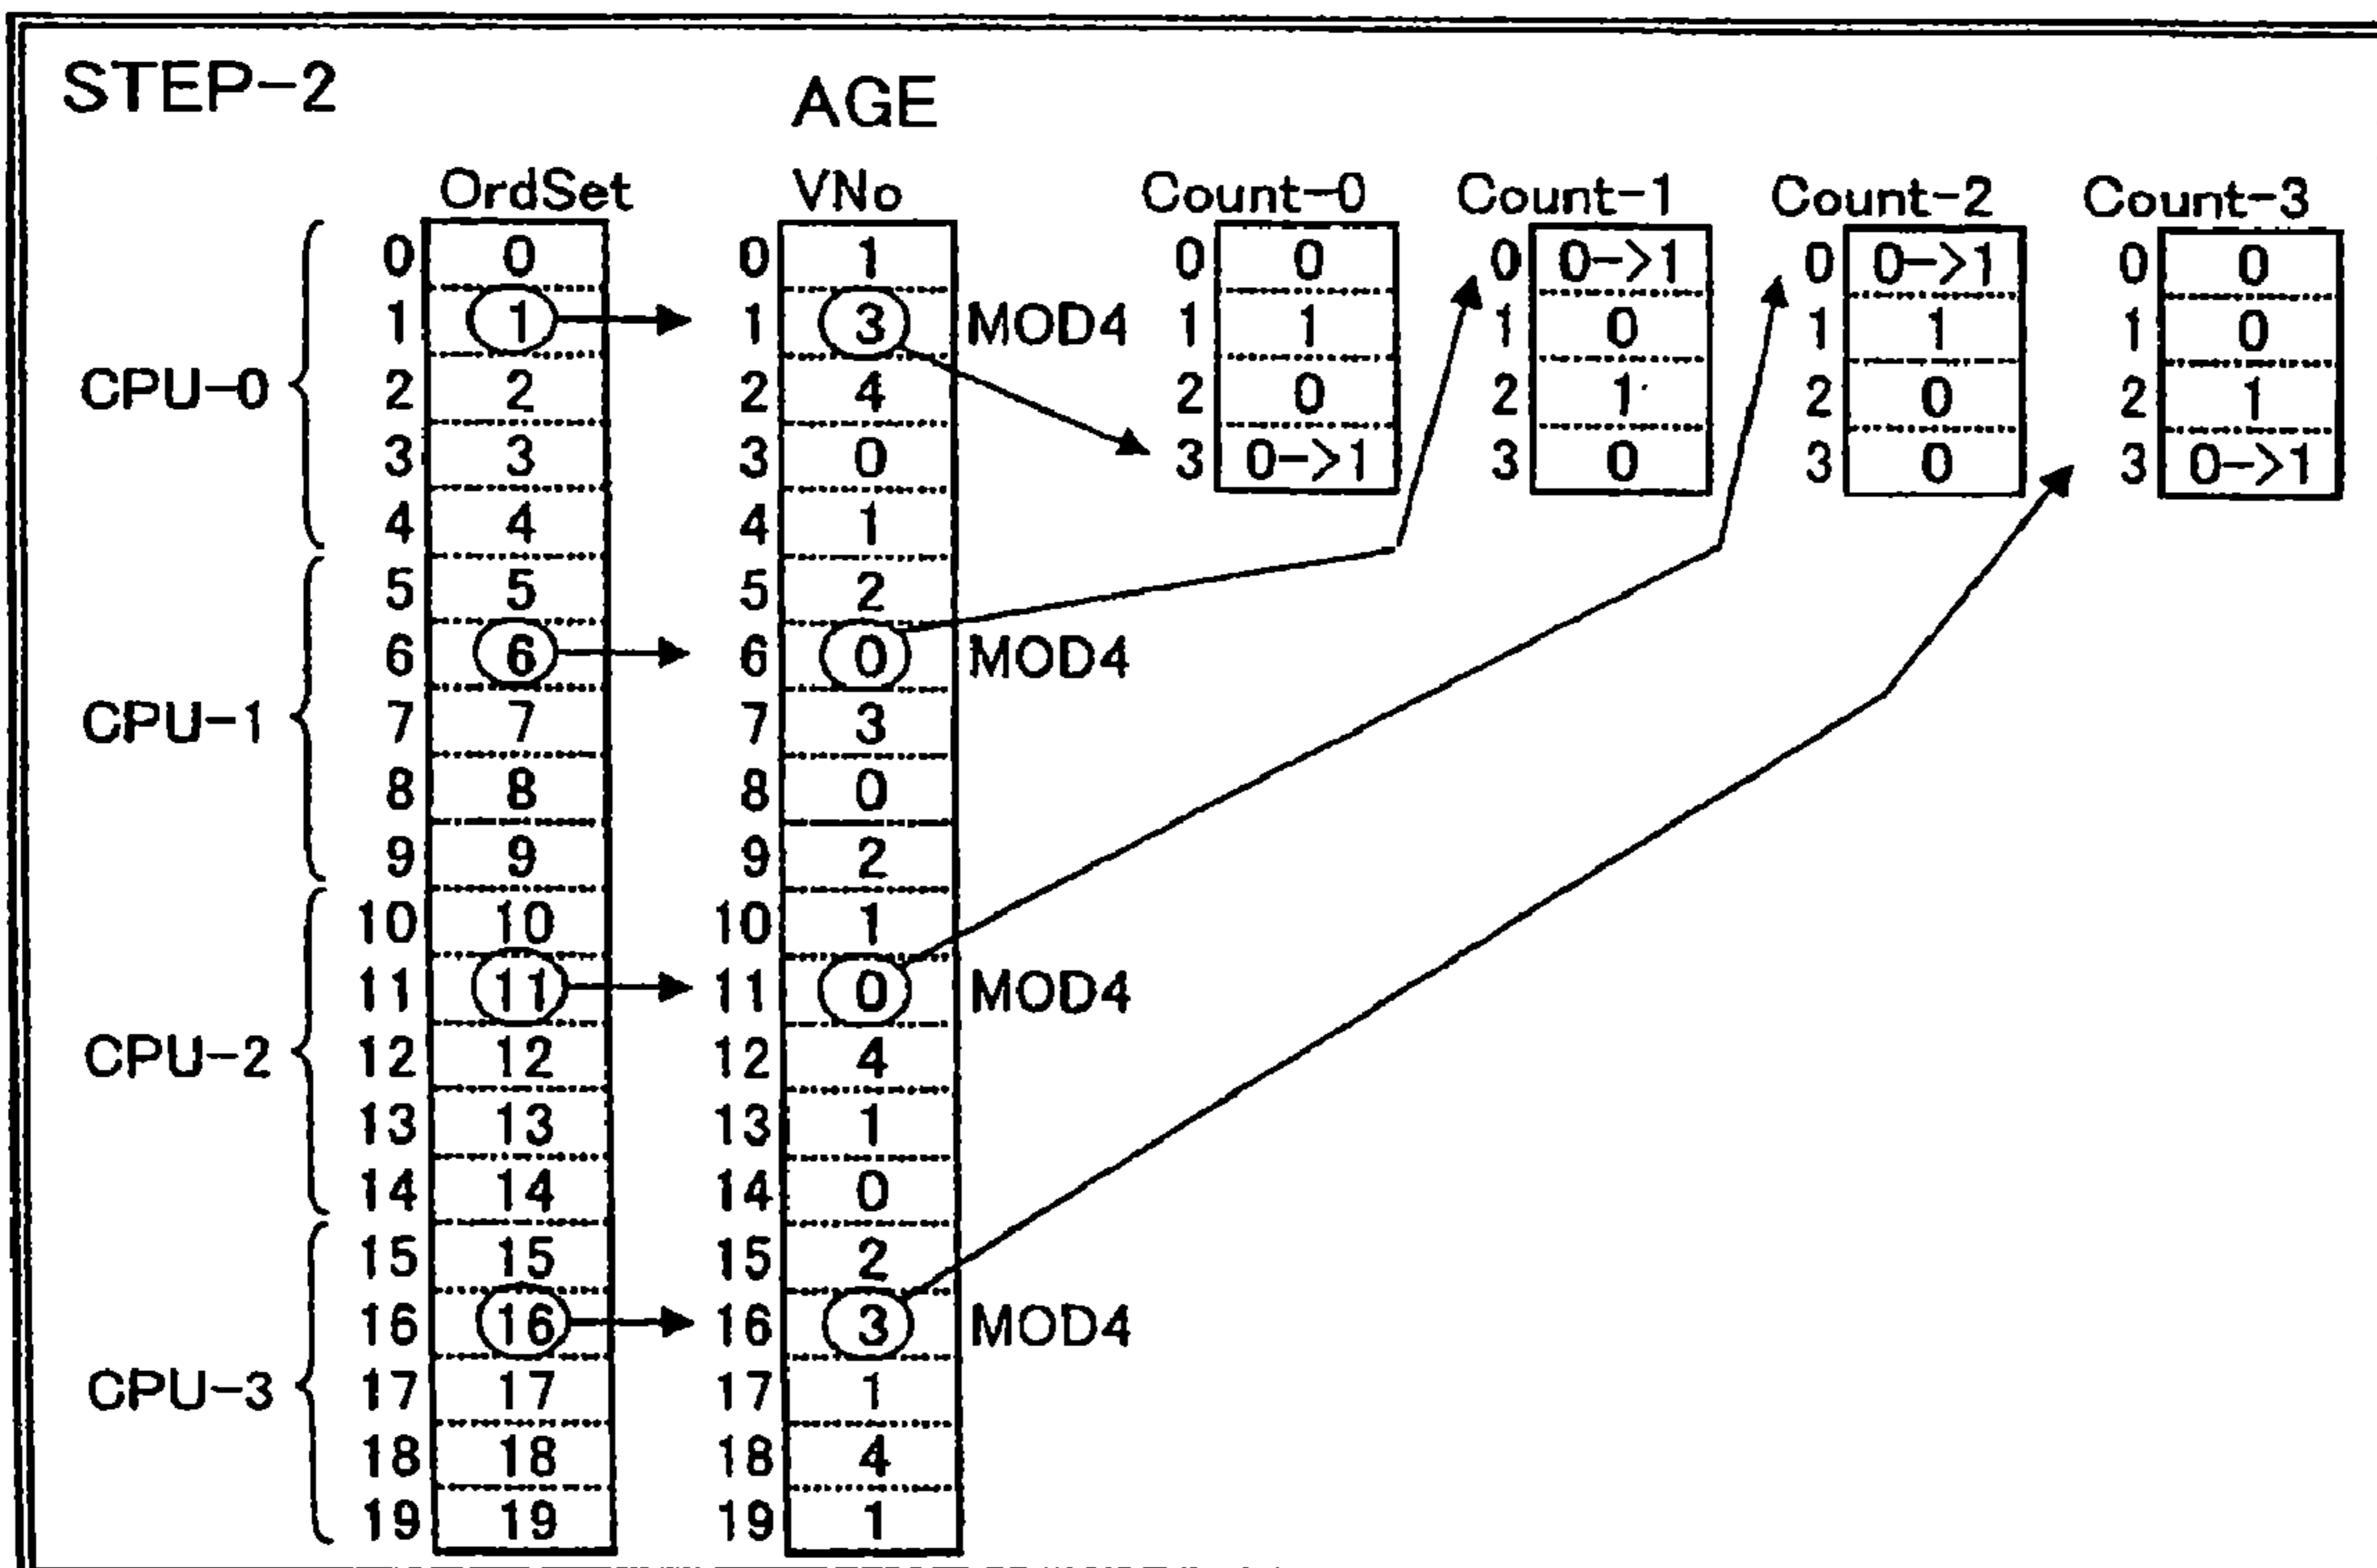 STEP-2
AGE
OrdSet VNo Count-0 Count-1 Count-2 Count-3
0 0 0 1 0 0 0 0->1 0 0->1 0 0
1 1 1 3 MOD4 1 1 1 0 1 1 1 0
CPU-0 2 2 2 4 2 0 2 1 2 0 2 1
3 3 3 0 3 0->1 3 0 3 0 3 0->1
4 4 4 1
5 5 5 2
6 6 6 0 MOD4
CPU-1 7 7 7 3
8 8 8 0
9 9 9 2
10 10 10 1
11 11 11 0 MOD4
CPU-2 12 12 12 4
13 13 13 1
14 14 14 0
15 15 15 2
16 16 16 3 MOD4
CPU-3 17 17 17 1
18 18 18 4
19 19 19 1